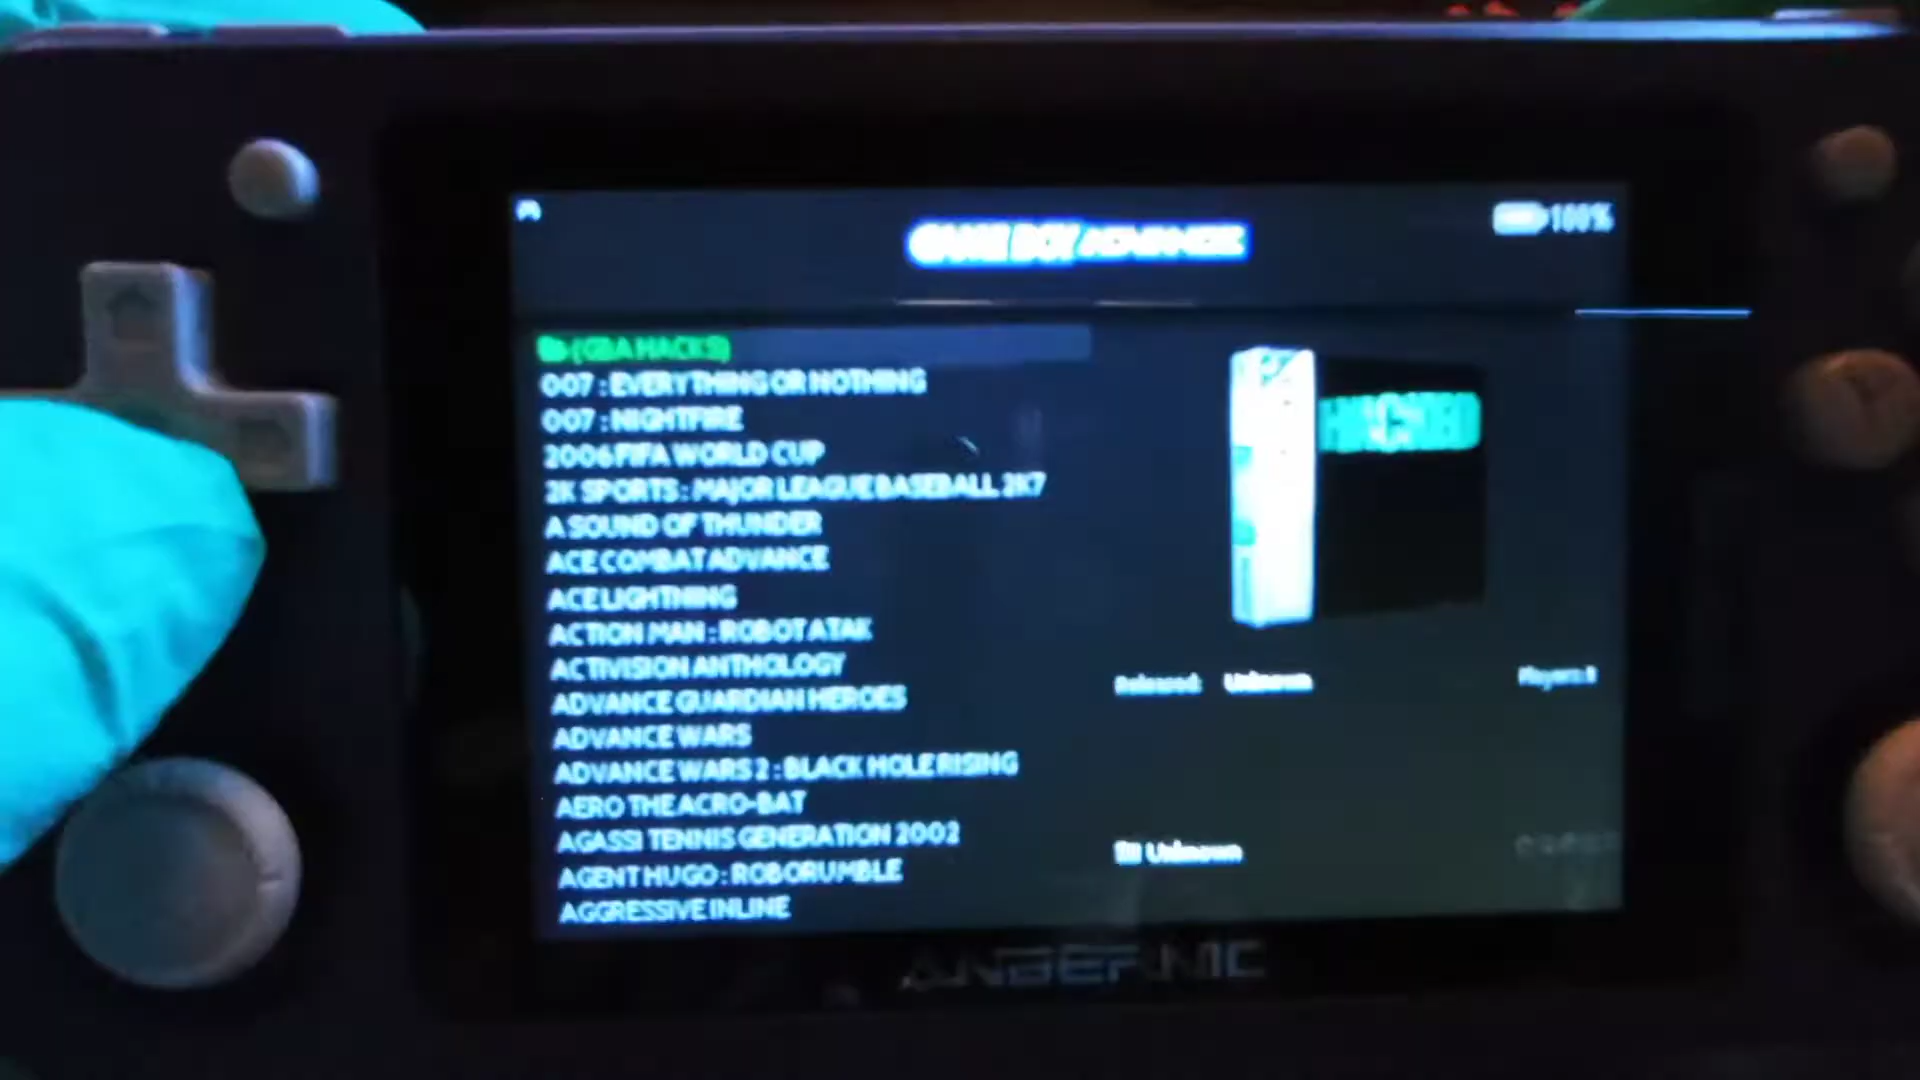 100%
GAME BOY ADVANCE
(GBA HACKS)
007 : EVERYTHING OR NOTHING
007 : NIGHTFIRE
2006 FIFA WORLD CUP
2K SPORTS : MAJOR LEAGUE BASEBALL 2K7
A SOUND OF THUNDER
ACE COMBAT ADVANCE
ACE LIGHTNING
ACTION MAN : ROBOT ATAK
ACTIVISION ANTHOLOGY
ADVANCE GUARDIAN HEROES
ADVANCE WARS
ADVANCE WARS 2 : BLACK HOLE RISING
AERO THE ACRO-BAT
AGASSI TENNIS GENERATION 2002
AGENT HUGO : ROBORUMBLE
AGGRESSIVE INLINE
Released: Unknown
Players:
Unknown
ANBERNIC